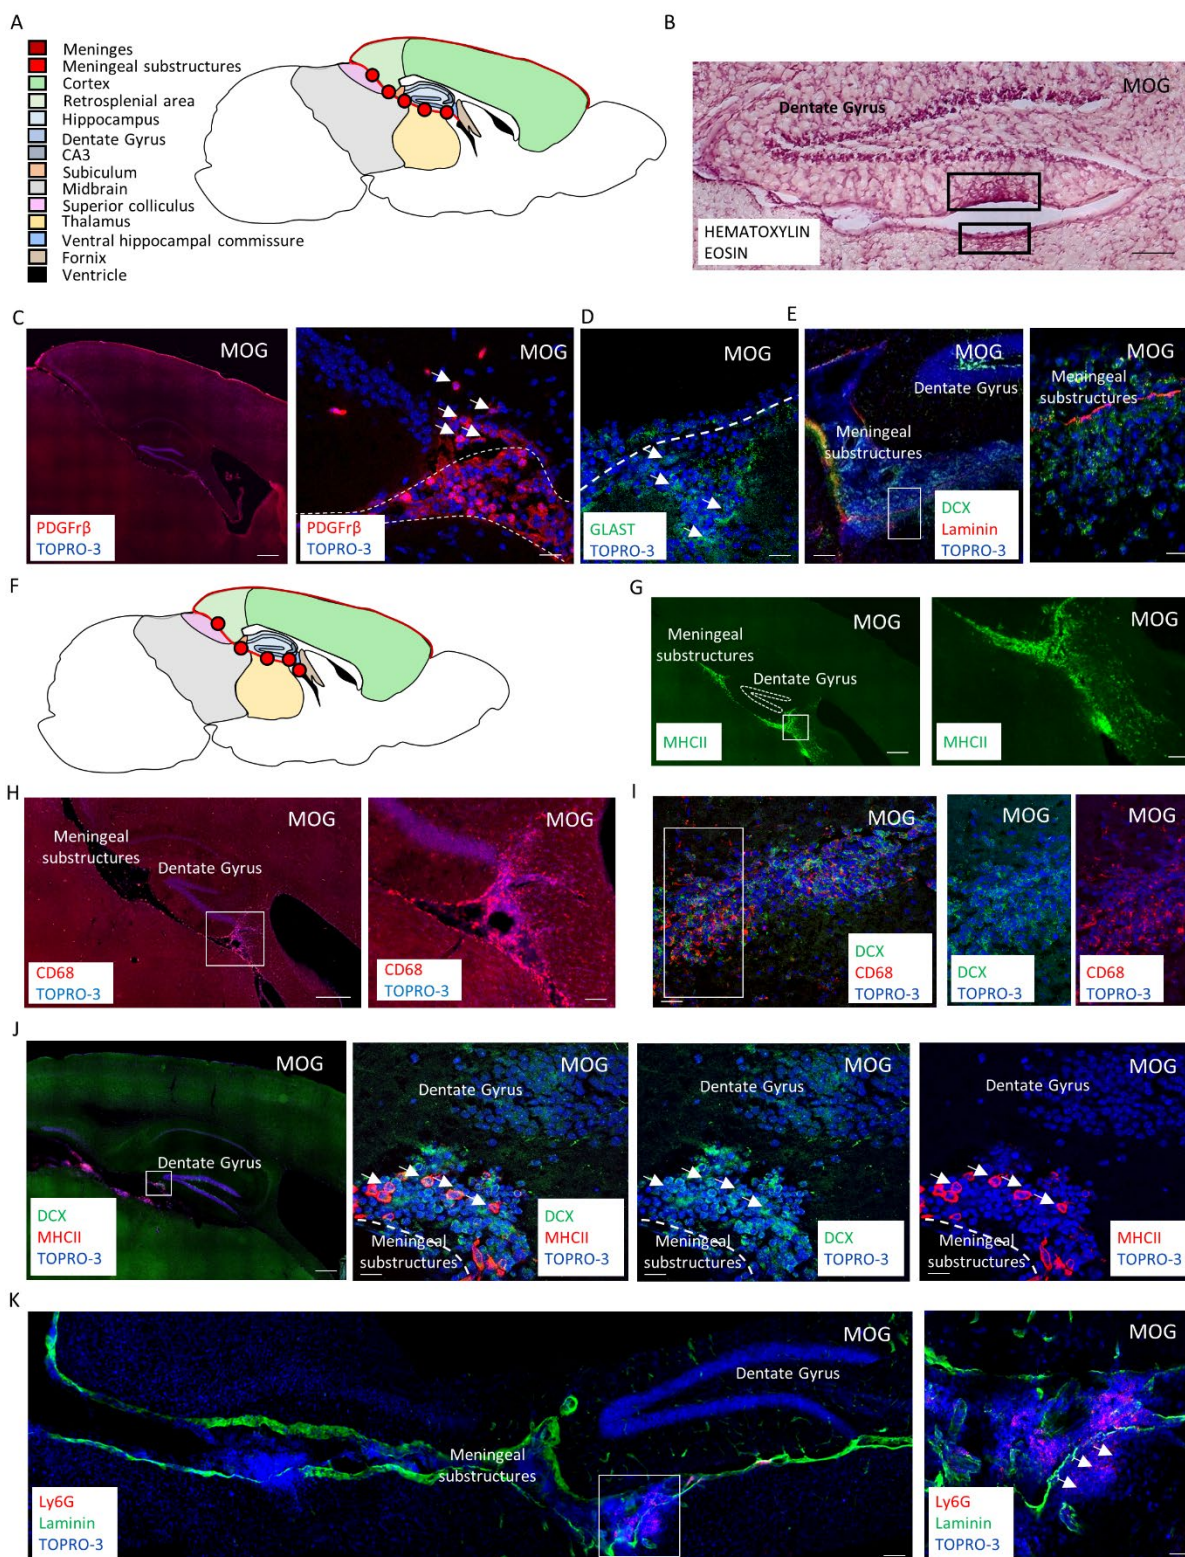 A
Meninges
Meningeal substructures
Cortex
Retrosplenial area
Hippocampus
Dentate Gyrus
CA3
Subiculum
Midbrain
Superior colliculus
Thalamus
Ventral hippocampal commissure
Fornix
Ventricle
B
MOG
Dentate Gyrus
HEMATOXYLIN
EOSIN
C
MOG
PDGFrβ
TOPRO-3
MOG
PDGFrβ
TOPRO-3
D
MOG
GLAST
TOPRO-3
E
MOG
Dentate Gyrus
Meningeal
substructures
DCX
Laminin
TOPRO-3
MOG
Meningeal
substructures
F
G
MOG
Meningeal
substructures
Dentate Gyrus
MHCII
MOG
MHCII
H
MOG
Meningeal
substructures
Dentate Gyrus
CD68
TOPRO-3
MOG
CD68
TOPRO-3
I
MOG
DCX
CD68
TOPRO-3
MOG
DCX
TOPRO-3
MOG
CD68
TOPRO-3
J
MOG
Dentate Gyrus
DCX
MHCII
TOPRO-3
MOG
Dentate Gyrus
Meningeal
substructures
DCX
MHCII
TOPRO-3
MOG
Dentate Gyrus
Meningeal
substructures
DCX
TOPRO-3
MOG
Dentate Gyrus
Meningeal
substructures
MHCII
TOPRO-3
K
MOG
Dentate Gyrus
Meningeal
substructures
Ly6G
Laminin
TOPRO-3
MOG
Ly6G
Laminin
TOPRO-3